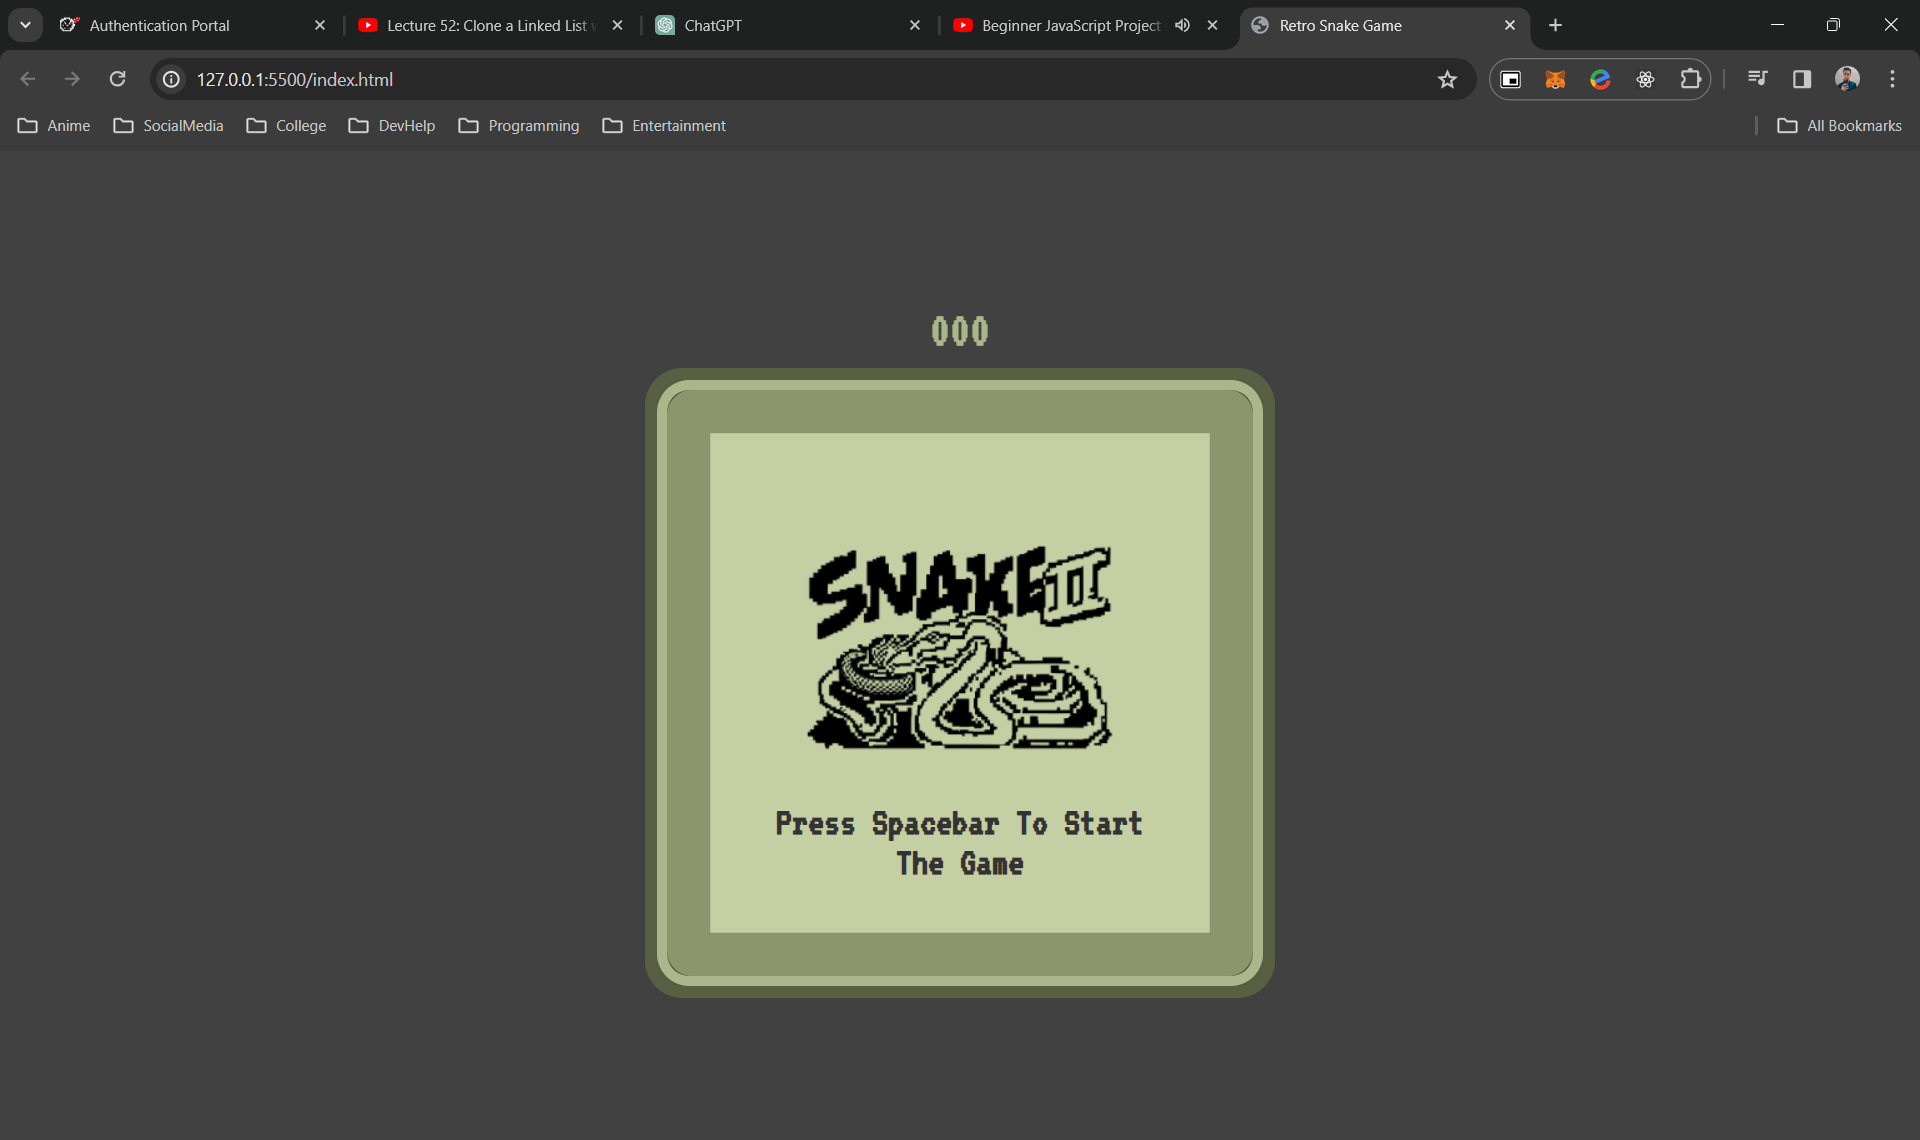 Authentication Portal
Lecture 52: Clone a Linked List
ChatGPT
Beginner JavaScript Project
Retro Snake Game
127.0.0.1:5500/index.html
Anime
SocialMedia
College
DevHelp
Programming
Entertainment
All Bookmarks
000
SNAKE II
Press Spacebar To Start
The Game